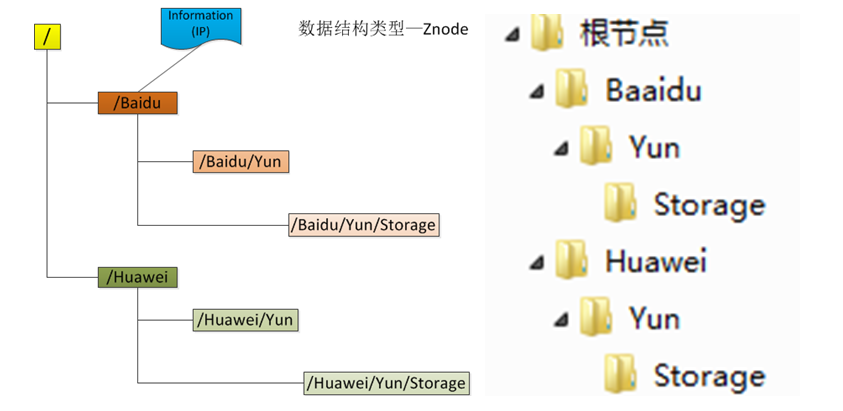 Information
(IP)
数据结构类型—Znode
/
/Baidu
/Baidu/Yun
/Baidu/Yun/Storage
/Huawei
/Huawei/Yun
/Huawei/Yun/Storage
根节点
Baaidu
Yun
Storage
Huawei
Yun
Storage